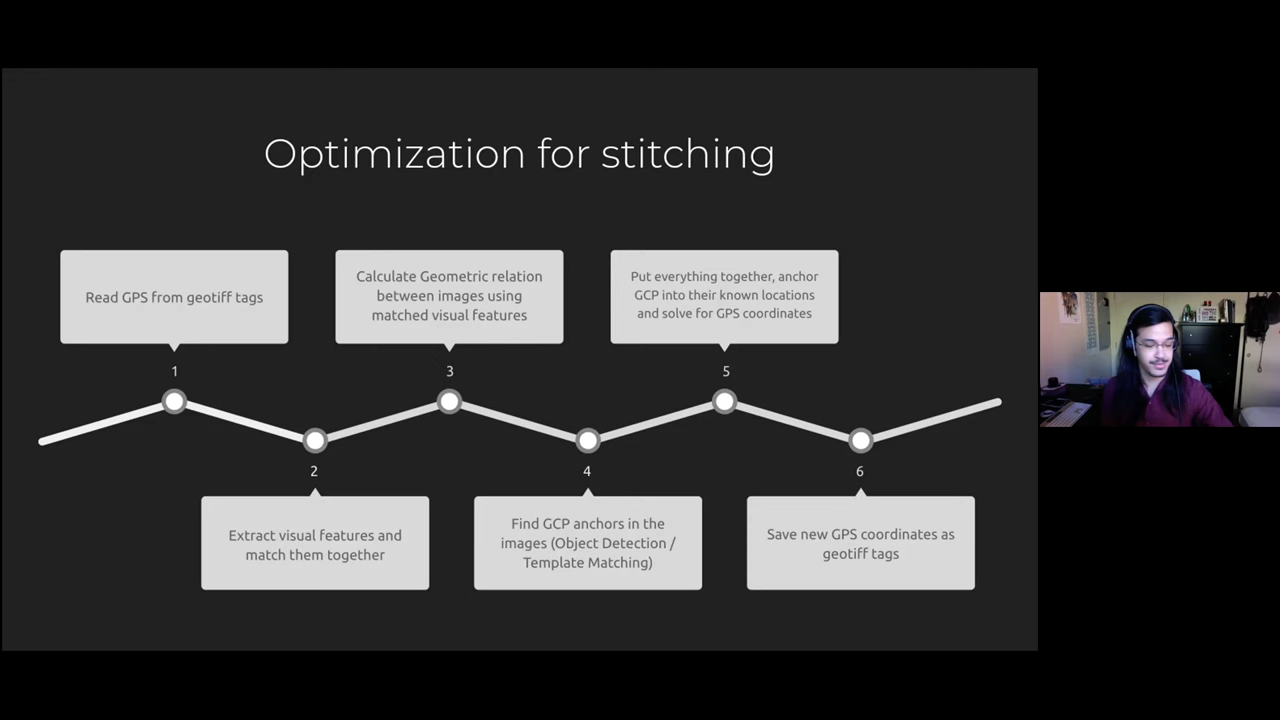 Optimization for stitching
Read GPS from geotiff tags
1
Extract visual features and
match them together
2
Calculate Geometric relation
between images using
matched visual features
3
Find GCP anchors in the
images (Object Detection /
Template Matching)
4
Put everything together, anchor
GCP into their known locations
and solve for GPS coordinates
5
Save new GPS coordinates as
geotiff tags
6